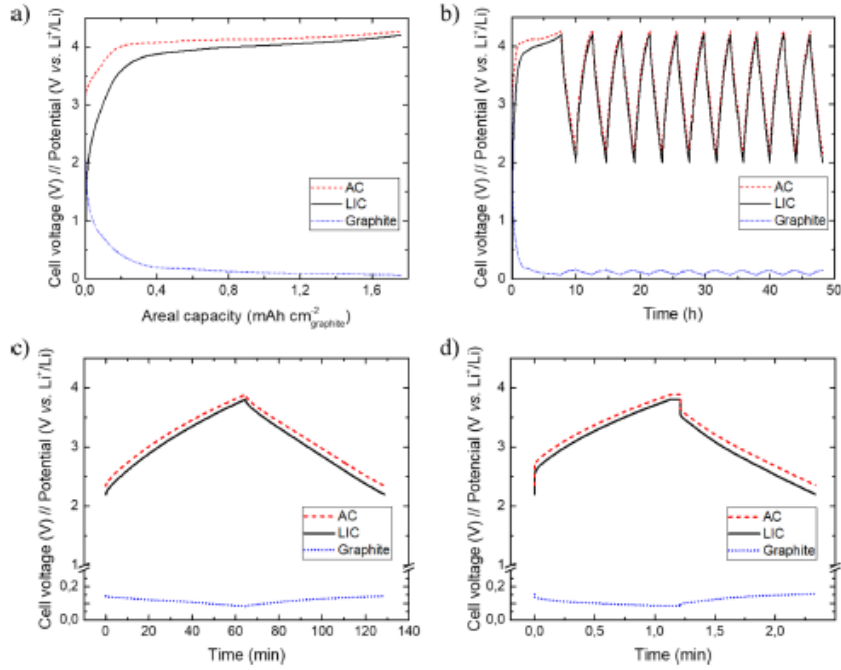 a)
Cell voltage (V) // Potential (V vs. Li⁺/Li)
4
3
2
1
0
AC
LIC
Graphite
0,0 0,4 0,8 1,2 1,6
Areal capacity (mAh cm⁻²graphite)
b)
Cell voltage (V) // Potential (V vs. Li⁺/Li)
4
3
2
1
0
AC
LIC
Graphite
0 10 20 30 40 50
Time (h)
c)
Cell voltage (V) // Potential (V vs. Li⁺/Li)
4
3
2
1
0,2
0,0
AC
LIC
Graphite
0 20 40 60 80 100 120 140
Time (min)
d)
Cell voltage (V) // Potencial (V vs. Li⁺/Li)
4
3
2
1
0,2
0,0
AC
LIC
Graphite
0,0 0,5 1,0 1,5 2,0
Time (min)